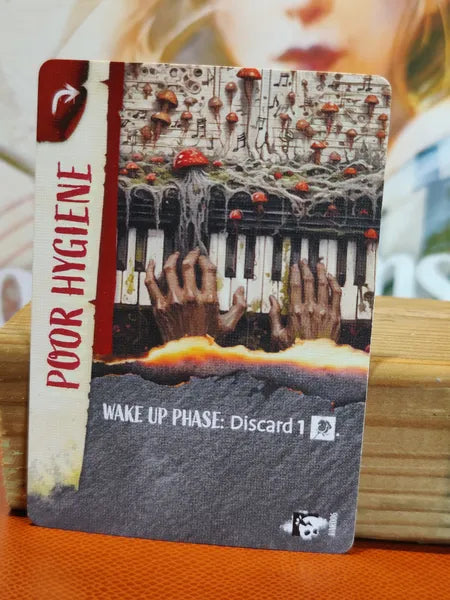 POOR HYGIENE
WAKE UP PHASE: Discard 1 .